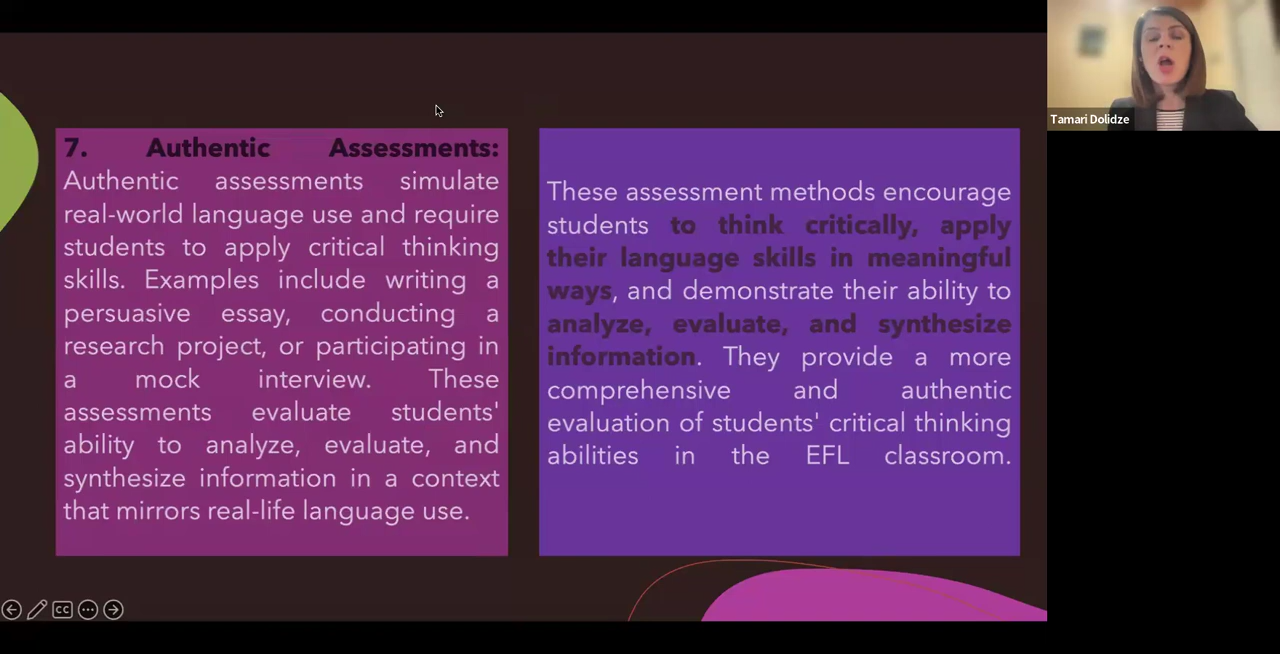 7. Authentic Assessments:
Authentic assessments simulate
real-world language use and require
students to apply critical thinking
skills. Examples include writing a
persuasive essay, conducting a
research project, or participating in
a mock interview. These
assessments evaluate students'
ability to analyze, evaluate, and
synthesize information in a context
that mirrors real-life language use.
These assessment methods encourage
students to think critically, apply
their language skills in meaningful
ways, and demonstrate their ability to
analyze, evaluate, and synthesize
information. They provide a more
comprehensive and authentic
evaluation of students' critical thinking
abilities in the EFL classroom.
Tamari Dolidze
CC